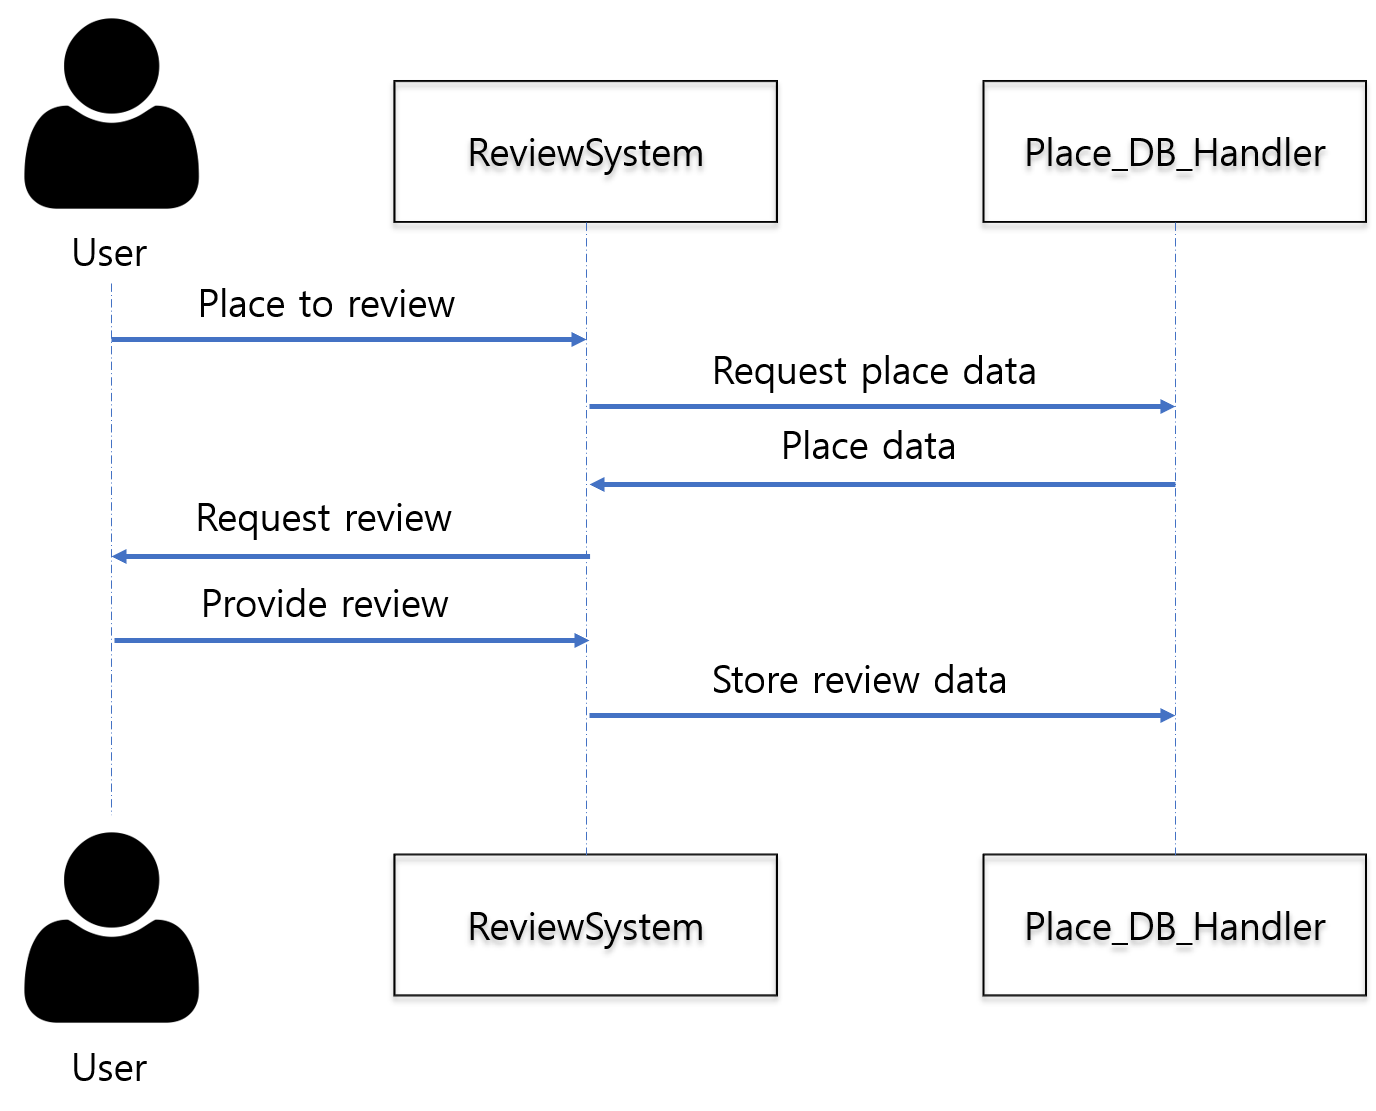 ReviewSystem
Place_DB_Handler
User
Place to review
Request place data
Place data
Request review
Provide review
Store review data
ReviewSystem
Place_DB_Handler
User